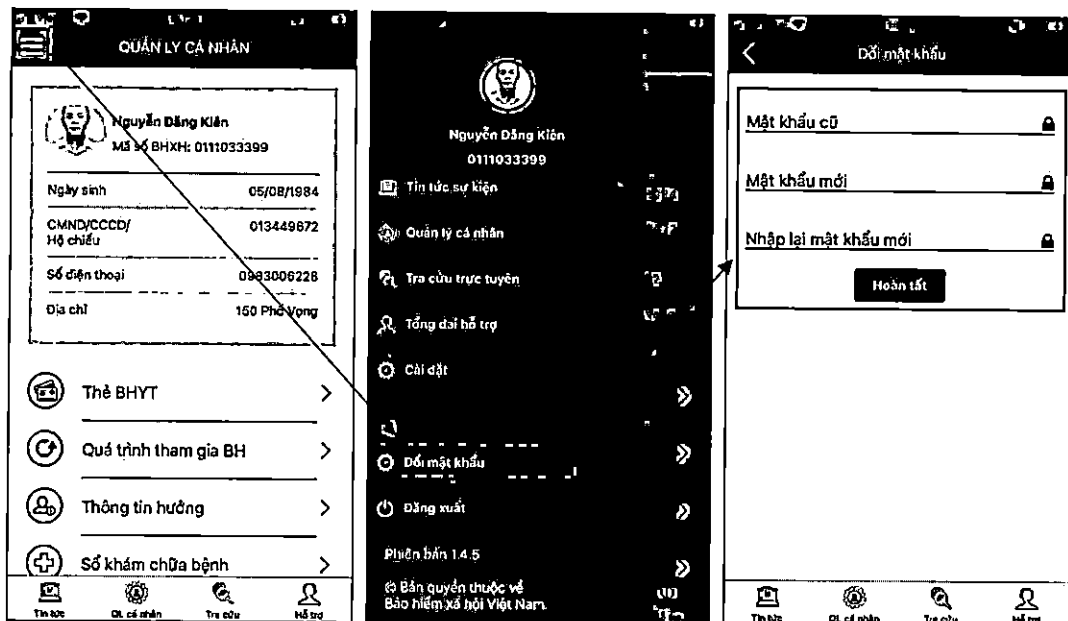 QUẢN LÝ CÁ NHÂN
Nguyễn Đăng Kiên
Mã số BHXH: 0111033399
Ngày sinh 05/08/1984
CMND/CCCD/ 013449672
Hộ chiếu
Số điện thoại 0983006228
Địa chỉ 150 Phố Vọng
Thẻ BHYT
Quá trình tham gia BH
Thông tin hưởng
Sổ khám chữa bệnh
Tin tức QL cá nhân Tra cứu Hỗ trợ
Nguyễn Đăng Kiên
0111033399
Tin tức sự kiện
Quản lý cá nhân
Tra cứu trực tuyến
Tổng đài hỗ trợ
Cài đặt
Đổi mật khẩu
Đăng xuất
Phiên bản 1.4.5
© Bản quyền thuộc về
Bảo hiểm xã hội Việt Nam.
Đổi mật khẩu
Mật khẩu cũ
Mật khẩu mới
Nhập lại mật khẩu mới
Hoàn tất
Tin tức QL cá nhân Tra cứu Hỗ trợ